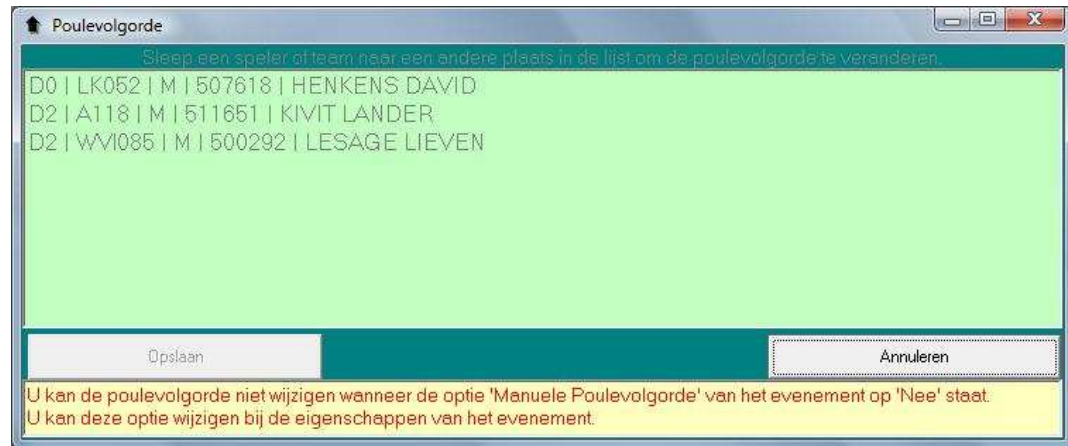 Poulevolgorde
Sleep een speler of team naar een andere plaats in de lijst om de poulevolgorde te veranderen.
D0 | LK052 | M | 507618 | HENKENS DAVID
D2 | A118 | M | 511651 | KIVIT LANDER
D2 | WVI085 | M | 500292 | LESAGE LIEVEN
Opslaan
Annuleren
U kan de poulevolgorde niet wijzigen wanneer de optie 'Manuele Poulevolgorde' van het evenement op 'Nee' staat.
U kan deze optie wijzigen bij de eigenschappen van het evenement.